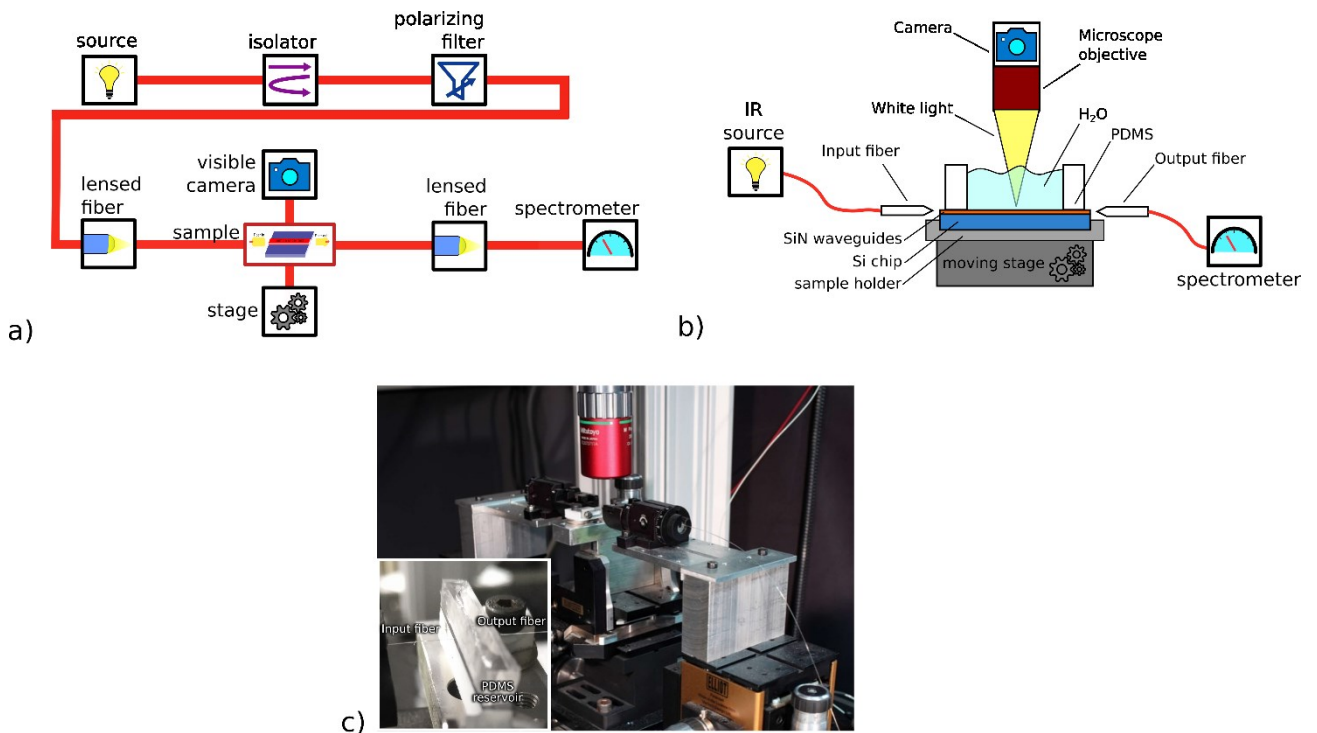 source
isolator
polarizing
filter
visible
camera
lensed
fiber
lensed
fiber
sample
spectrometer
stage
a)
Camera
Microscope
objective
IR
source
White light
H₂O
PDMS
Input fiber
Output fiber
SiN waveguides
Si chip
moving stage
sample holder
spectrometer
b)
Mitutoyo
Input fiber
Output fiber
PDMS
reservoir
ELLIOT
c)